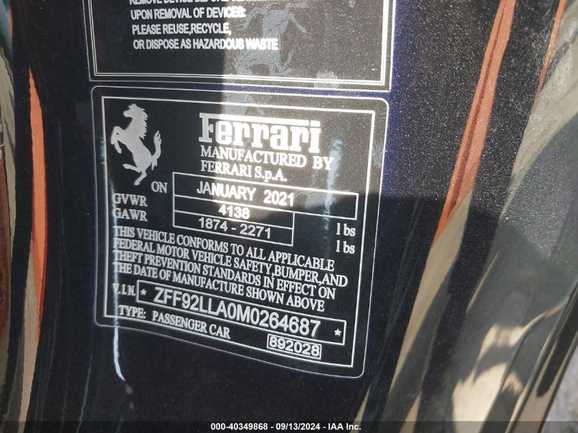 UPON REMOVAL OF DEVICES:
PLEASE REUSE,RECYCLE,
OR DISPOSE AS HAZARDOUS WASTE
Ferrari
MANUFACTURED BY
FERRARI S.p.A.
ON JANUARY 2021
GVWR 4138 lbs
GAWR 1874 - 2271 lbs
THIS VEHICLE CONFORMS TO ALL APPLICABLE
FEDERAL MOTOR VEHICLE SAFETY,BUMPER,AND
THEFT PREVENTION STANDARDS IN EFFECT ON
THE DATE OF MANUFACTURE SHOWN ABOVE
V.I.N. * ZFF92LLA0M0264687 *
TYPE: PASSENGER CAR
892028
000-40349868 - 09/13/2024 - IAA Inc.